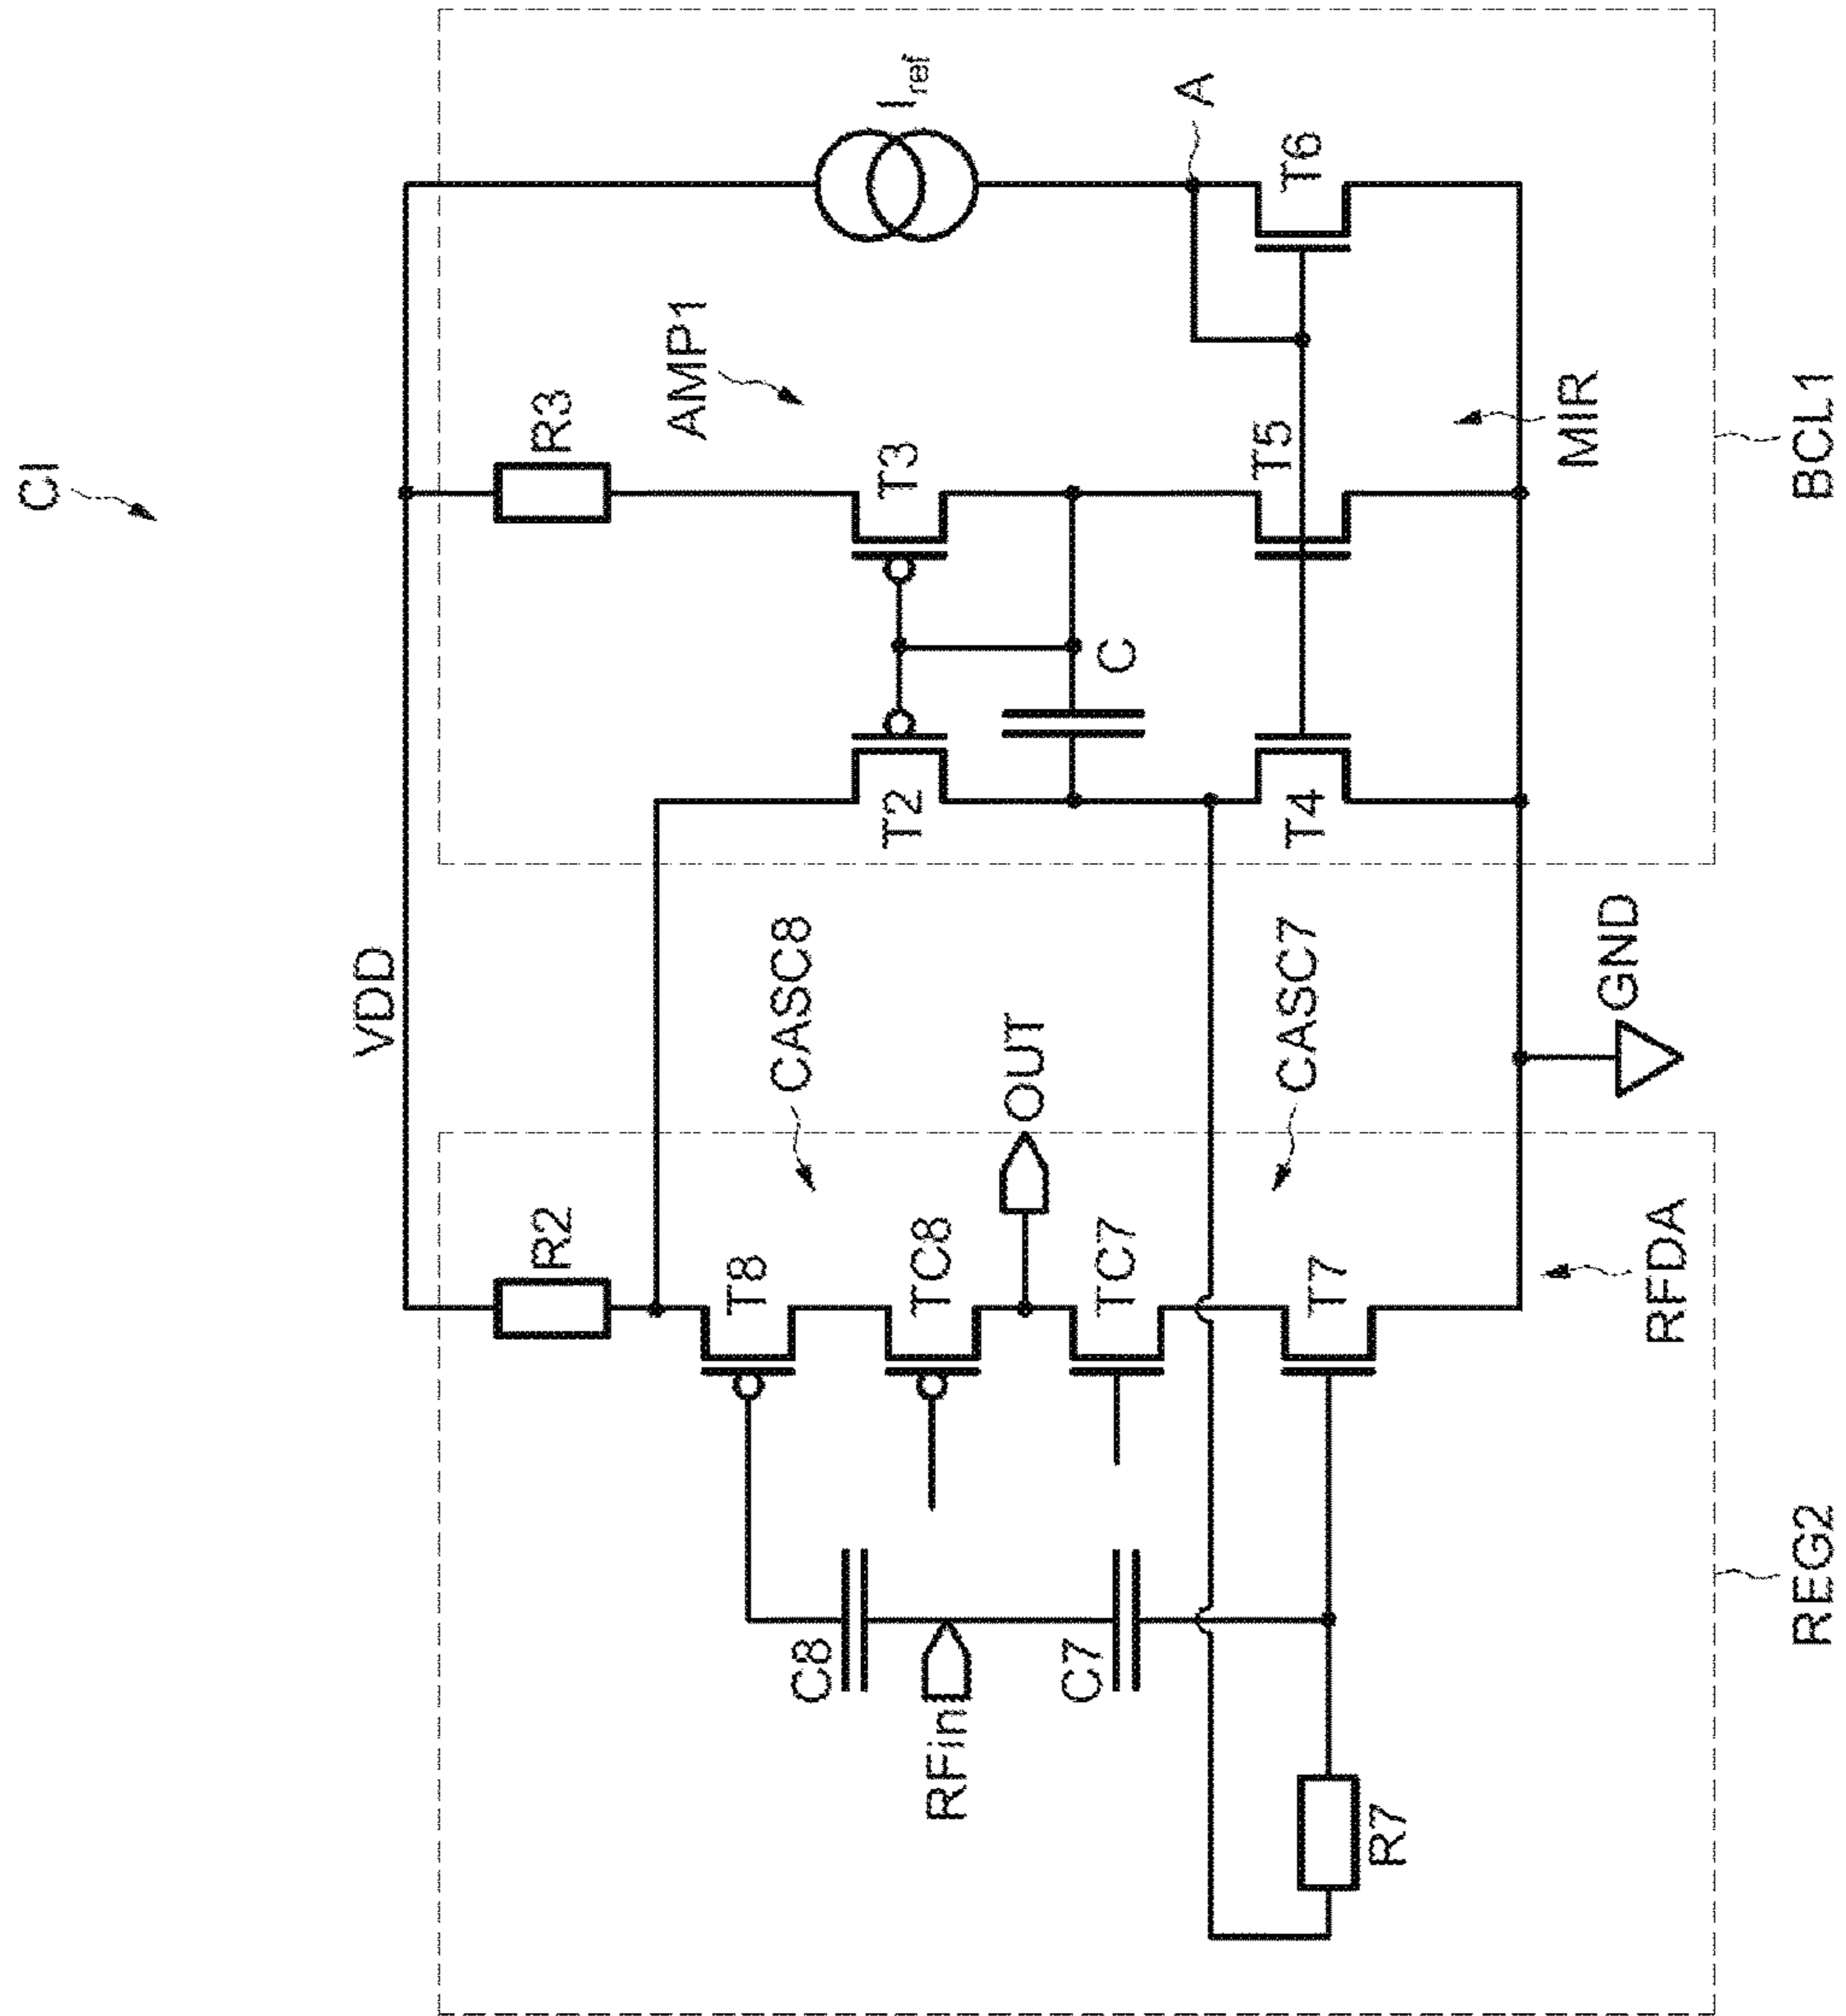 CI
VDD
R2
R3
I_ref
AMP1
T8
CASC8
T2
T3
A
C8
TC8
RFin
OUT
C
C7
TC7
CASC7
T4
T5
T6
R7
T7
RFDA
GND
MIR
REG2
BCL1